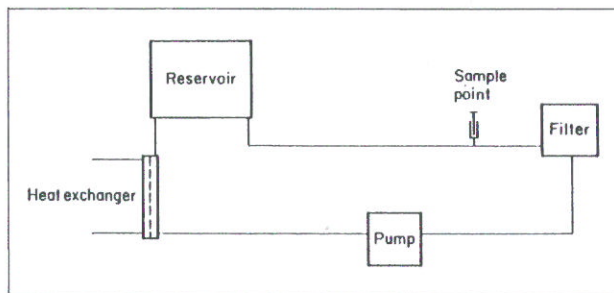 Reservoir
Sample
point
Filter
Heat exchanger
Pump